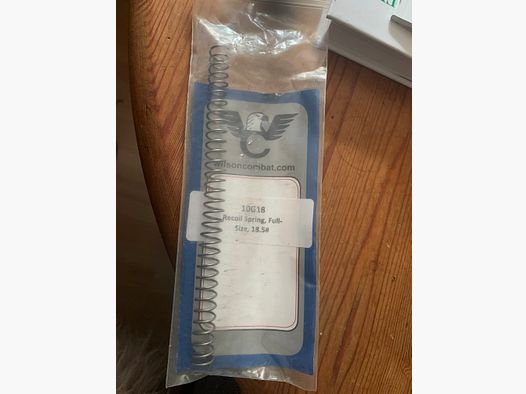 wilsoncombat.com
10G18
Recoil Spring, Full-
Size, 18.5#